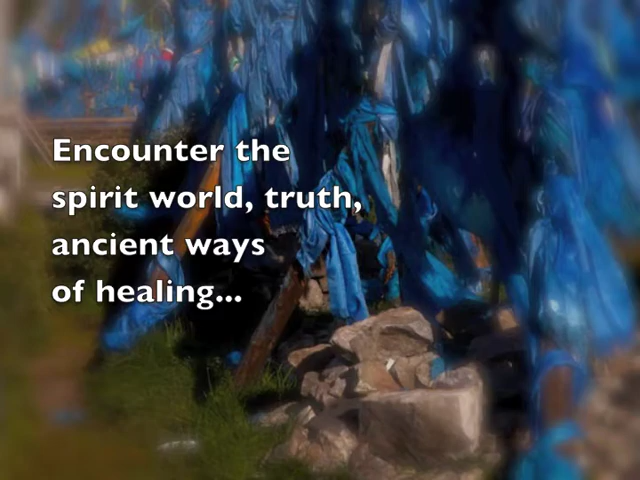 Encounter the
spirit world, truth,
ancient ways
of healing...